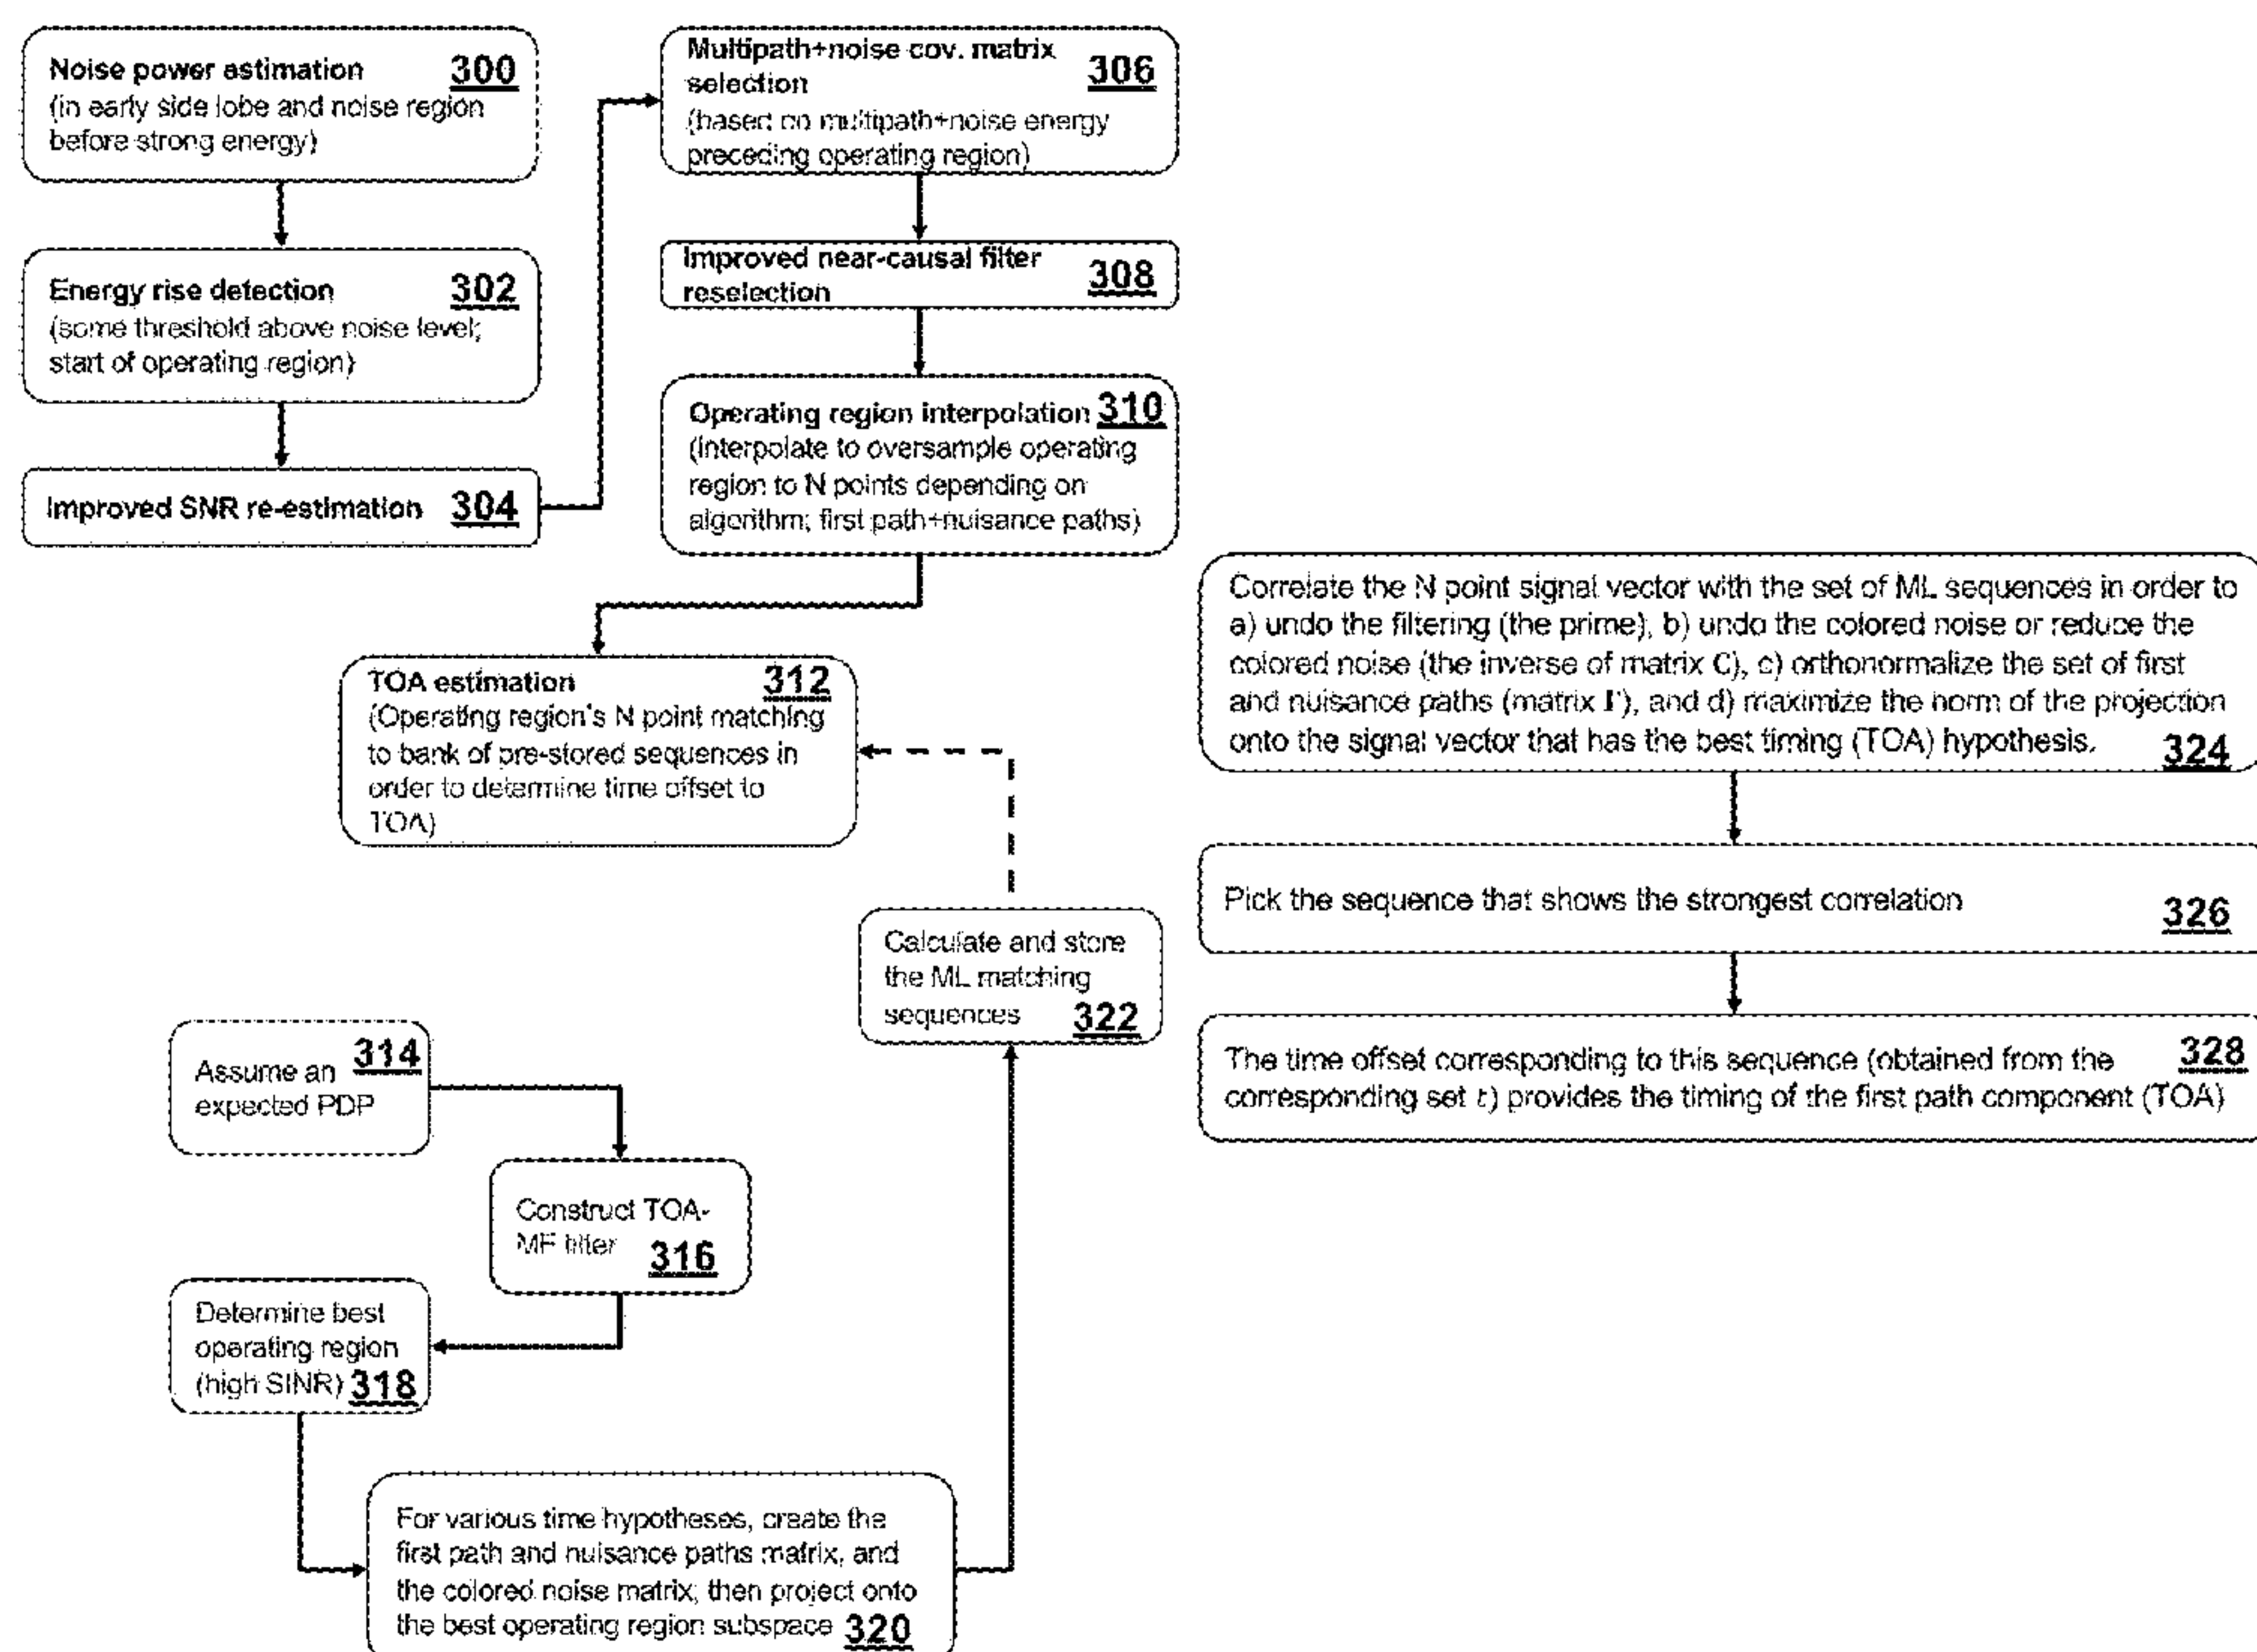 Noise power estimation 300
(in early side lobe and noise region
before strong energy)
Energy rise detection 302
(some threshold above noise level;
start of operating region)
Improved SNR re-estimation 304
Multipath+noise cov. matrix
selection 306
(based on multipath+noise energy
preceding operating region)
Improved near-causal filter
reselection 308
Operating region interpolation 310
(Interpolate to oversample operating
region to N points depending on
algorithm; first path+nuisance paths)
TOA estimation 312
(Operating region's N point matching
to bank of pre-stored sequences in
order to determine time offset to
TOA)
Assume an
expected PDP 314
Construct TOA-
MF filter 316
Determine best
operating region
(high SINR) 318
For various time hypotheses, create the
first path and nuisance paths matrix, and
the colored noise matrix; then project onto
the best operating region subspace 320
Calculate and store
the ML matching
sequences 322
Correlate the N point signal vector with the set of ML sequences in order to
a) undo the filtering (the prime), b) undo the colored noise or reduce the
colored noise (the inverse of matrix C), c) orthonormalize the set of first
and nuisance paths (matrix Γ), and d) maximize the norm of the projection
onto the signal vector that has the best timing (TOA) hypothesis. 324
Pick the sequence that shows the strongest correlation 326
The time offset corresponding to this sequence (obtained from the 328
corresponding set t) provides the timing of the first path component (TOA)